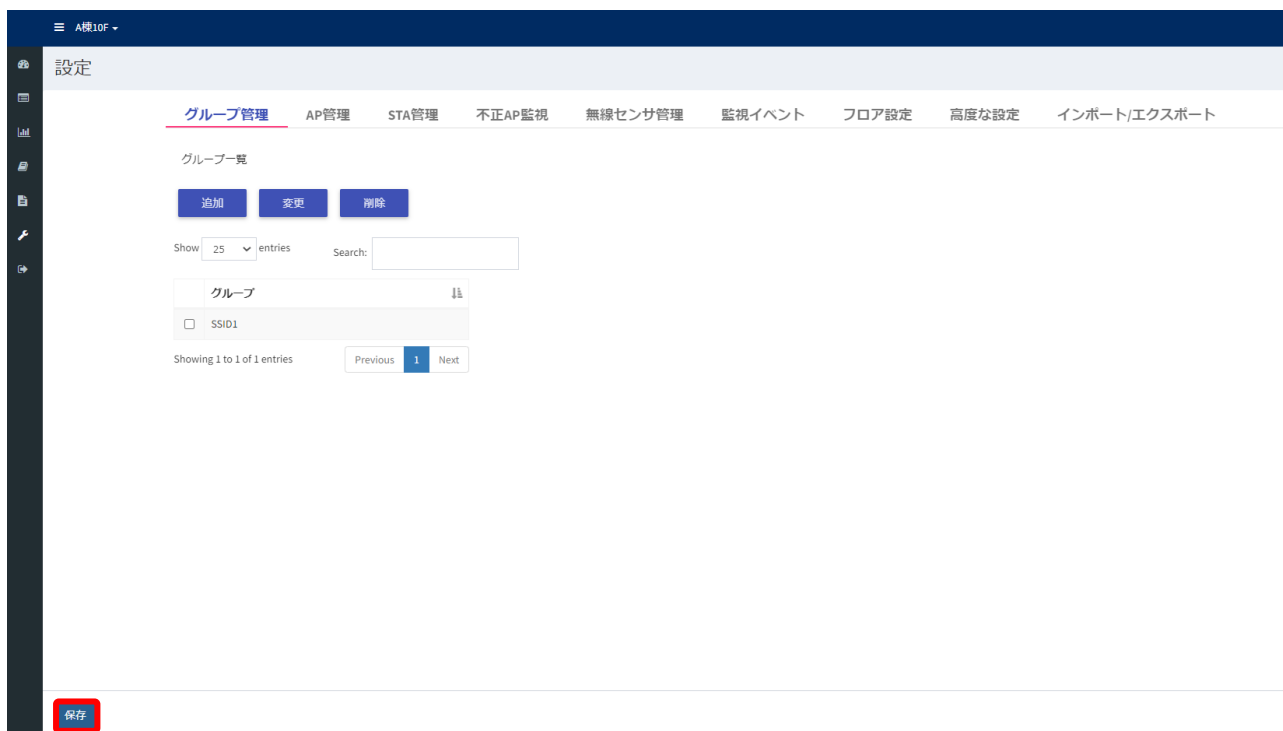 A棟10F
設定
グループ管理 AP管理 STA管理 不正AP監視 無線センサ管理 監視イベント フロア設定 高度な設定 インポート/エクスポート
グループ一覧
追加 変更 削除
Show 25 entries Search:
グループ
SSID1
Showing 1 to 1 of 1 entries Previous 1 Next
保存